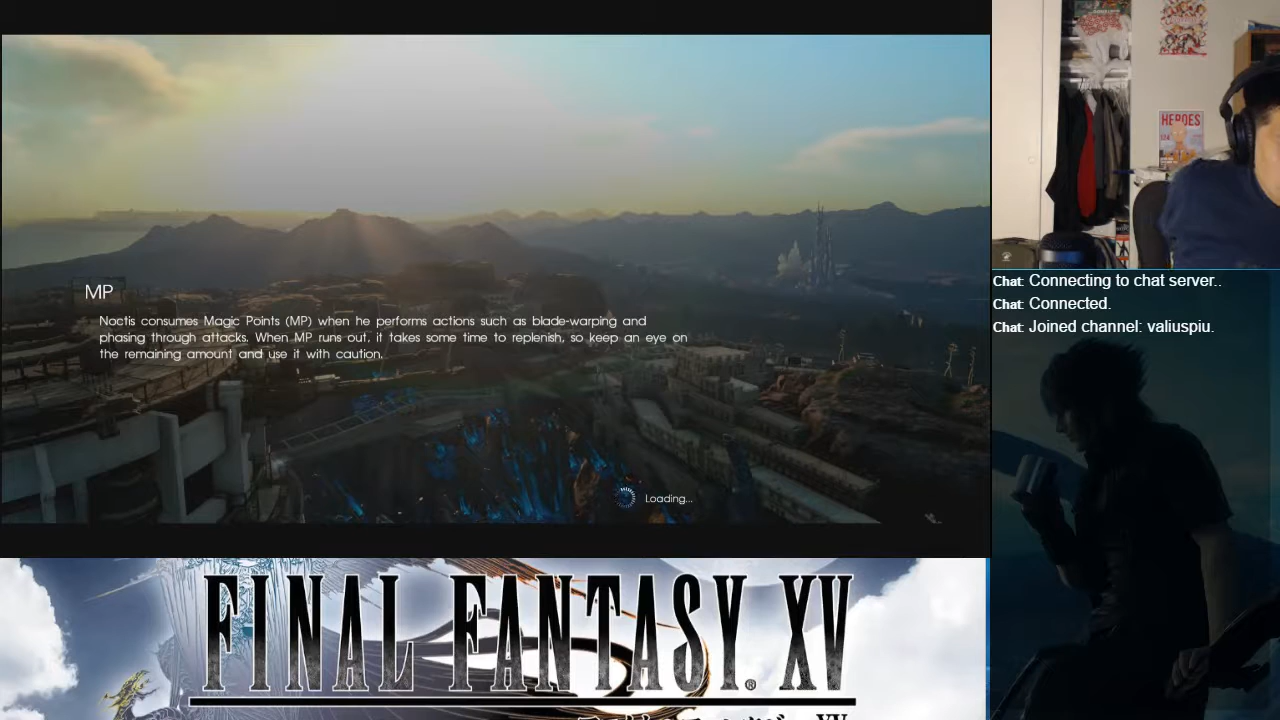 MP
Noctis consumes Magic Points (MP) when he performs actions such as blade-warping and
phasing through attacks. When MP runs out, it takes some time to replenish, so keep an eye on
the remaining amount and use it with caution.
Loading...
HEROES
Chat: Connecting to chat server..
Chat: Connected.
Chat: Joined channel: valiuspiu.
FINAL FANTASY® XV
XV